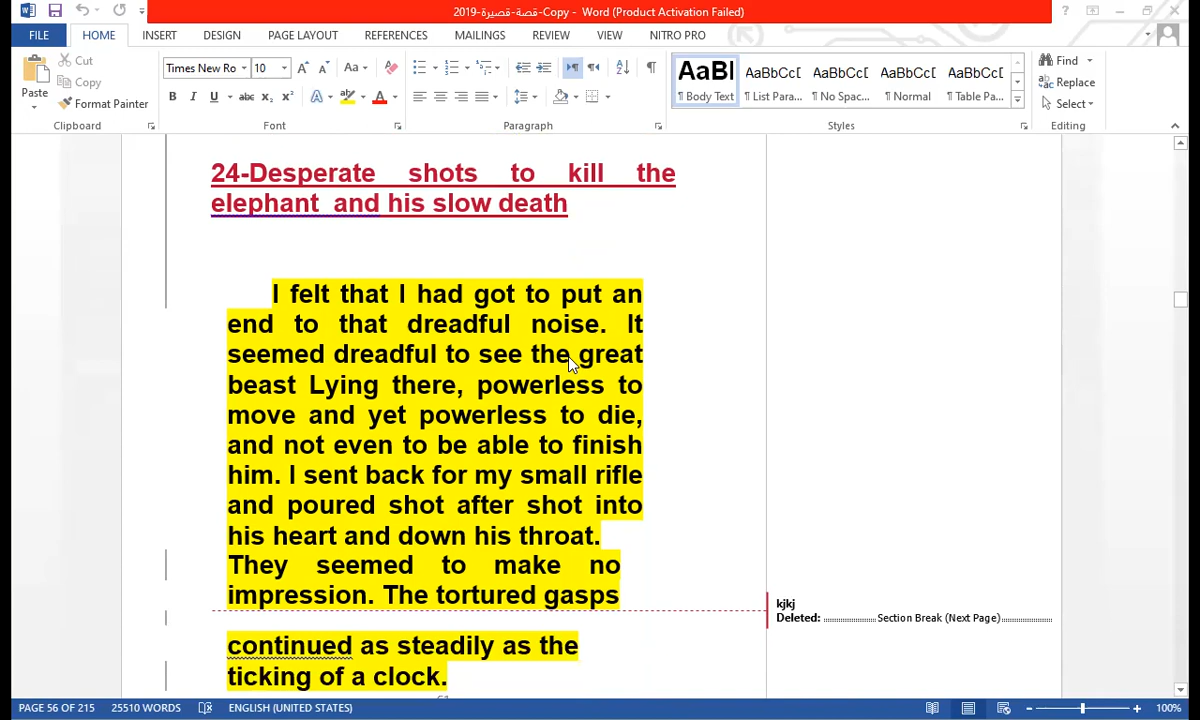 2019-قصة-قصيرة-Copy - Word (Product Activation Failed)
FILE HOME INSERT DESIGN PAGE LAYOUT REFERENCES MAILINGS REVIEW VIEW NITRO PRO
Cut
Copy
Format Painter
Paste
Times New Ro 10
AaBl AaBbCcI AaBbCcI AaBbCcI AaBbCcI
¶ Body Text ¶ List Para... ¶ No Spac... ¶ Normal ¶ Table Pa...
Find
Replace
Select
Clipboard Font Paragraph Styles Editing
24-Desperate shots to kill the
elephant and his slow death
I felt that I had got to put an
end to that dreadful noise. It
seemed dreadful to see the great
beast Lying there, powerless to
move and yet powerless to die,
and not even to be able to finish
him. I sent back for my small rifle
and poured shot after shot into
his heart and down his throat.
They seemed to make no
impression. The tortured gasps
continued as steadily as the
ticking of a clock.
kjkj
Deleted: Section Break (Next Page)
PAGE 56 OF 215 25510 WORDS ENGLISH (UNITED STATES) 100%